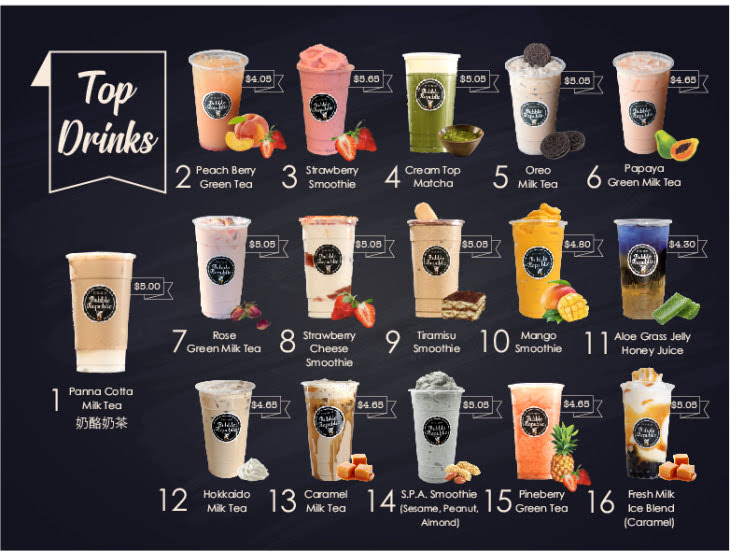 Top
Drinks
$4.05
2 Peach Berry
Green Tea
$5.65
3 Strawberry
Smoothie
$5.05
4 Cream Top
Matcha
$5.05
5 Oreo
Milk Tea
$4.65
6 Papaya
Green Milk Tea
$5.00
1 Panna Cotta
Milk Tea
奶酪奶茶
$5.05
7 Rose
Green Milk Tea
$5.05
8 Strawberry
Cheese
Smoothie
$5.05
9 Tiramisu
Smoothie
$4.80
10 Mango
Smoothie
$4.30
11 Aloe Grass Jelly
Honey Juice
$4.65
12 Hokkaido
Milk Tea
$4.65
13 Caramel
Milk Tea
$5.05
14 S.P.A. Smoothie
(Sesame, Peanut,
Almond)
$4.65
15 Pineberry
Green Tea
$5.05
16 Fresh Milk
Ice Blend
(Caramel)
Bubble
Republic